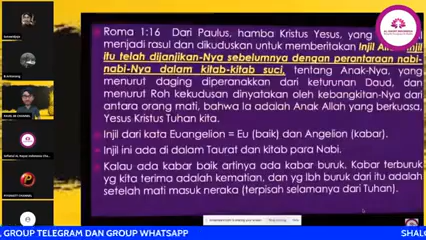 Roma 1:16 Dari Paulus, hamba Kristus Yesus, yang
menjadi rasul dan dikuduskan untuk memberitakan Injil Allah. Injil
itu telah dijanjikan-Nya sebelumnya dengan perantaraan nabi-
nabi-Nya dalam kitab-kitab suci, tentang Anak-Nya, yang
menurut daging diperanakkan dari keturunan Daud, dan
menurut Roh kekudusan dinyatakan oleh kebangkitan-Nya dari
antara orang mati, bahwa Ia adalah Anak Allah yang berkuasa,
Yesus Kristus Tuhan kita.
• Injil dari kata Euangelion = Eu (baik) dan Angelion (kabar).
• Injil ini ada di dalam Taurat dan kitab para Nabi.
• Kalau ada kabar baik artinya ada kabar buruk. Kabar terburuk
yg kita terima adalah kematian, dan yg lbh buruk dari itu adalah
setelah mati masuk neraka (terpisah selamanya dari Tuhan).
, GROUP TELEGRAM DAN GROUP WHATSAPP
SHALO